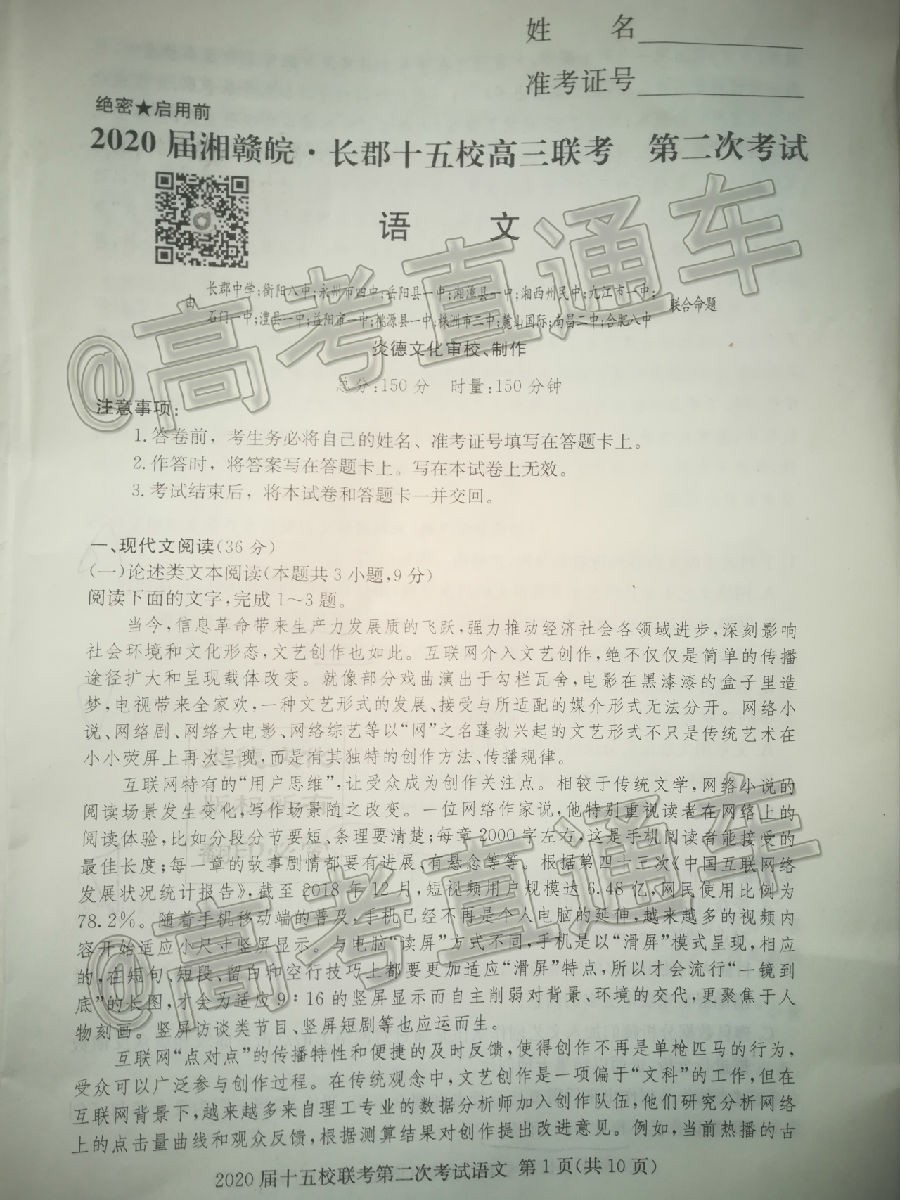 姓 名
准考证号
绝密★启用前
2020届湘赣皖·长郡十五校高三联考 第二次考试
语 文
由
长郡中学;衡阳八中;永州市四中;岳阳县一中;湘潭县一中;湘西州民中;九江市一中;
石门一中;澧县一中;益阳市一中;桃源县一中;株洲市二中;麓山国际;南昌二中;合肥八中
联合命题
炎德文化审校、制作
总分:150分 时量:150分钟
注意事项:
1.答卷前，考生务必将自己的姓名、准考证号填写在答题卡上。
2.作答时，将答案写在答题卡上。写在本试卷上无效。
3.考试结束后，将本试卷和答题卡一并交回。
一、现代文阅读(36分)
(一)论述类文本阅读(本题共3小题,9分)
阅读下面的文字,完成1~3题。
当今,信息革命带来生产力发展质的飞跃,强力推动经济社会各领域进步,深刻影响
社会环境和文化形态,文艺创作也如此。互联网介入文艺创作,绝不仅仅是简单的传播
途径扩大和呈现载体改变。就像部分戏曲演出于勾栏瓦舍,电影在黑漆漆的盒子里造
梦,电视带来全家欢,一种文艺形式的发展、接受与所适配的媒介形式无法分开。网络小
说、网络剧、网络大电影、网络综艺等以“网”之名蓬勃兴起的文艺形式不只是传统艺术在
小小荧屏上再次呈现,而是有其独特的创作方法、传播规律。
互联网特有的“用户思维”,让受众成为创作关注点。相较于传统文学,网络小说的
阅读场景发生变化,写作场景随之改变。一位网络作家说,他特别重视读者在网络上的
阅读体验,比如分段分节要短、条理要清楚;每章2000字左右,这是手机阅读者能接受的
最佳长度;每一章的故事剧情都要有进展、有悬念等等。根据第四十三次《中国互联网络
发展状况统计报告》,截至2018年12月,短视频用户规模达6.48亿,网民使用比例为
78.2%。随着手机移动端的普及,手机已经不再是个人电脑的延伸,越来越多的视频内
容开始适应小尺寸竖屏显示。与电脑“读屏”方式不同,手机是以“滑屏”模式呈现,相应
的,在短句、短段、留白和空行技巧上都要更加适应“滑屏”特点,所以才会流行“一镜到
底”的长图,才会为适应9∶16的竖屏显示而自主削弱对背景、环境的交代,更聚焦于人
物刻画。竖屏访谈类节目、竖屏短剧等也应运而生。
互联网“点对点”的传播特性和便捷的及时反馈,使得创作不再是单枪匹马的行为,
受众可以广泛参与创作过程。在传统观念中,文艺创作是一项偏于“文科”的工作,但在
互联网背景下,越来越多来自理工专业的数据分析师加入创作队伍,他们研究分析网络
上的点击量曲线和观众反馈,根据测算结果对创作提出改进意见。例如,当前热播的古
2020届十五校联考第二次考试语文 第1页(共10页)
@高考直通车
@高考直通车